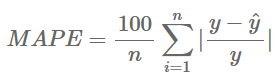 MAPE = \frac{100}{n} \sum_{i=1}^{n} | \frac{y - \hat{y}}{y} |